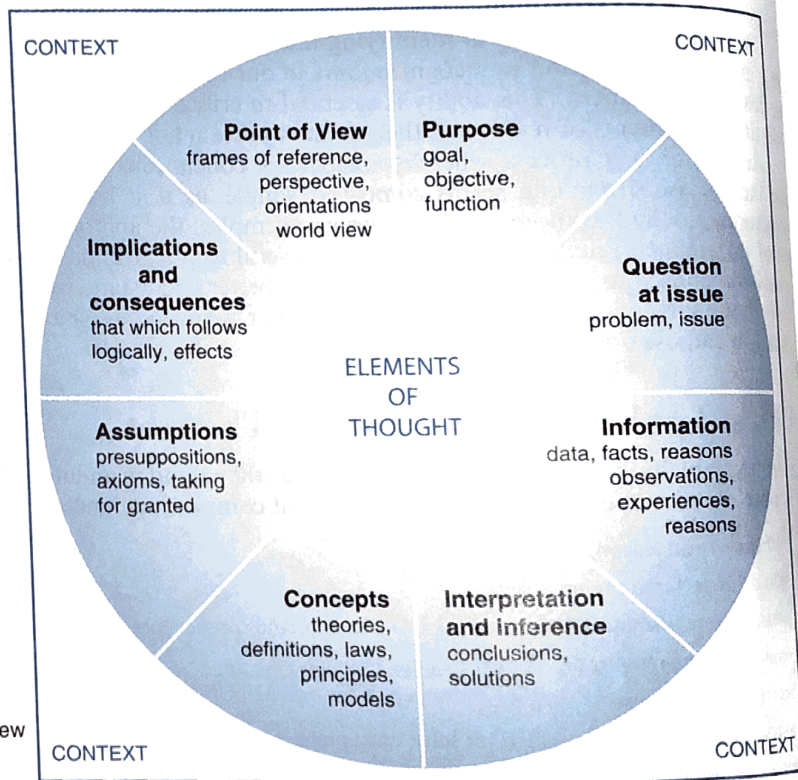 CONTEXT
CONTEXT
Point of View
frames of reference,
perspective,
orientations
world view
Purpose
goal,
objective,
function
Question
at issue
problem, issue
Information
data, facts, reasons
observations,
experiences,
reasons
Interpretation
and inference
conclusions,
solutions
Concepts
theories,
definitions, laws,
principles,
models
Assumptions
presuppositions,
axioms, taking
for granted
Implications
and
consequences
that which follows
logically, effects
ELEMENTS
OF
THOUGHT
ew
CONTEXT
CONTEXT